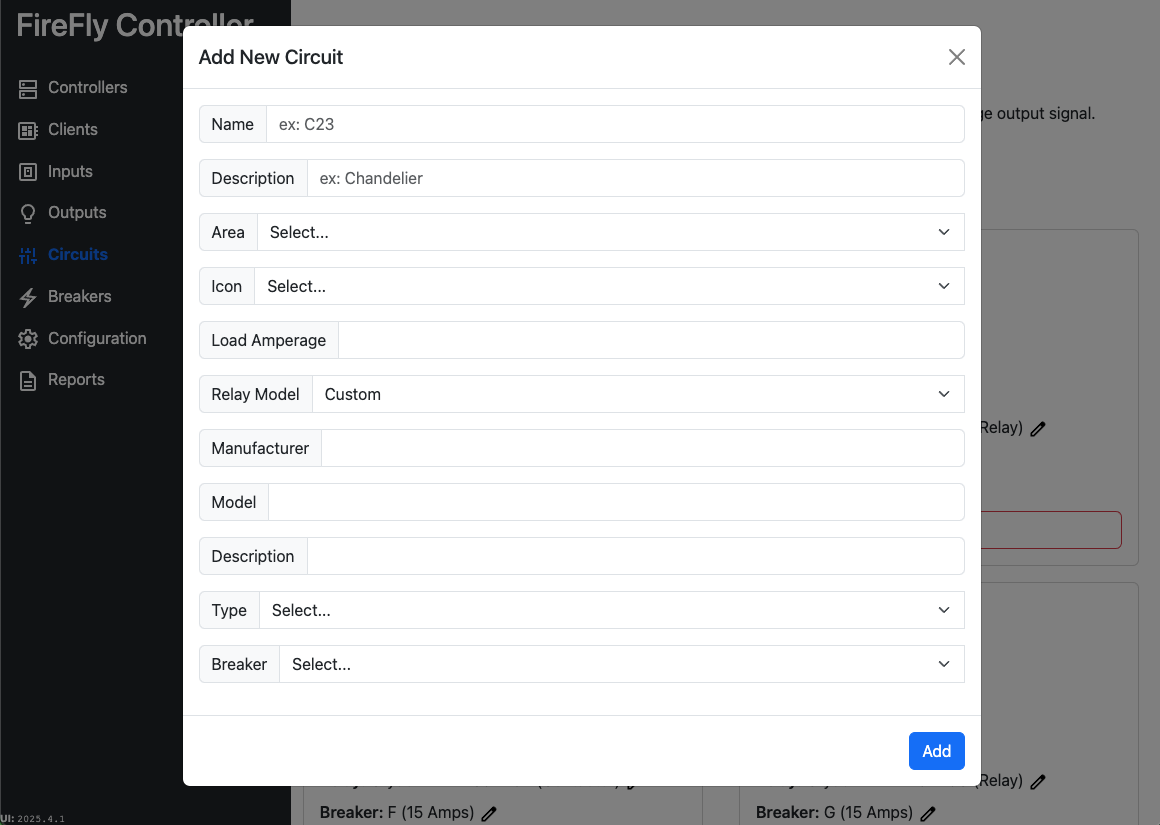 FireFly Controller
Controllers
Clients
Inputs
Outputs
Circuits
Breakers
Configuration
Reports
UI: 2025.4.1
Add New Circuit
Name ex: C23
Description ex: Chandelier
Area Select...
Icon Select...
Load Amperage
Relay Model Custom
Manufacturer
Model
Description
Type Select...
Breaker Select...
Add
output signal.
Relay)
Relay)
Breaker: F (15 Amps)
Breaker: G (15 Amps)